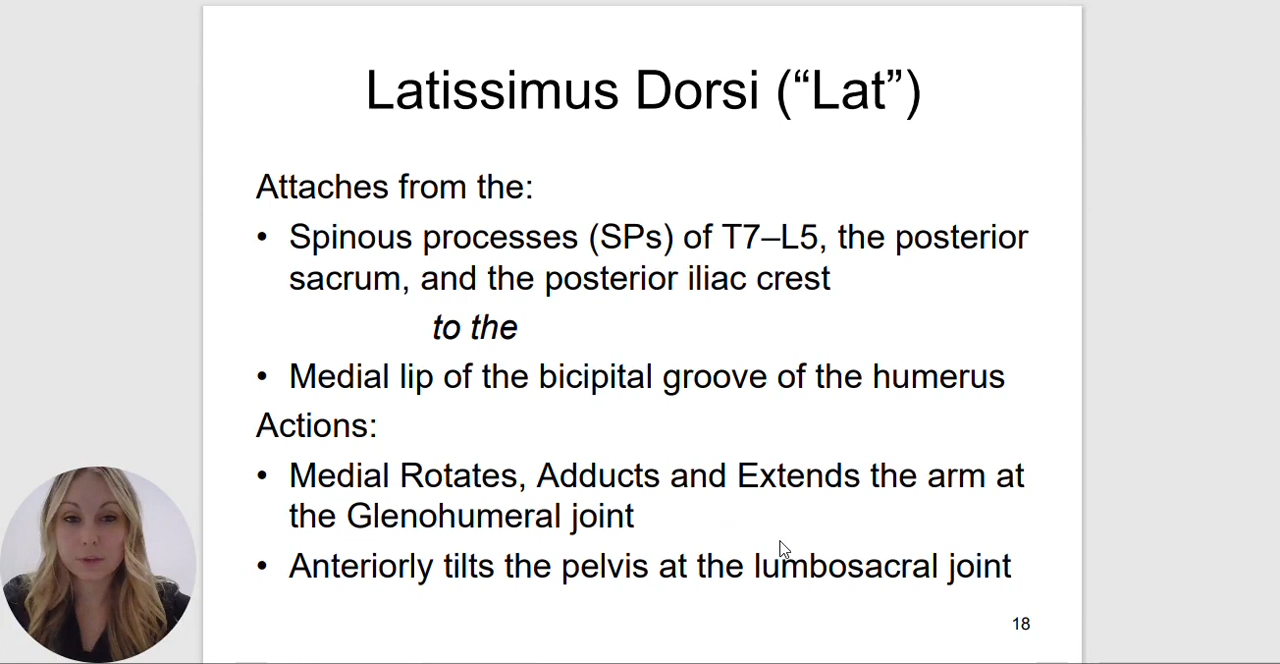 Latissimus Dorsi (“Lat”)
Attaches from the:
• Spinous processes (SPs) of T7–L5, the posterior
sacrum, and the posterior iliac crest
to the
• Medial lip of the bicipital groove of the humerus
Actions:
• Medial Rotates, Adducts and Extends the arm at
the Glenohumeral joint
• Anteriorly tilts the pelvis at the lumbosacral joint
18